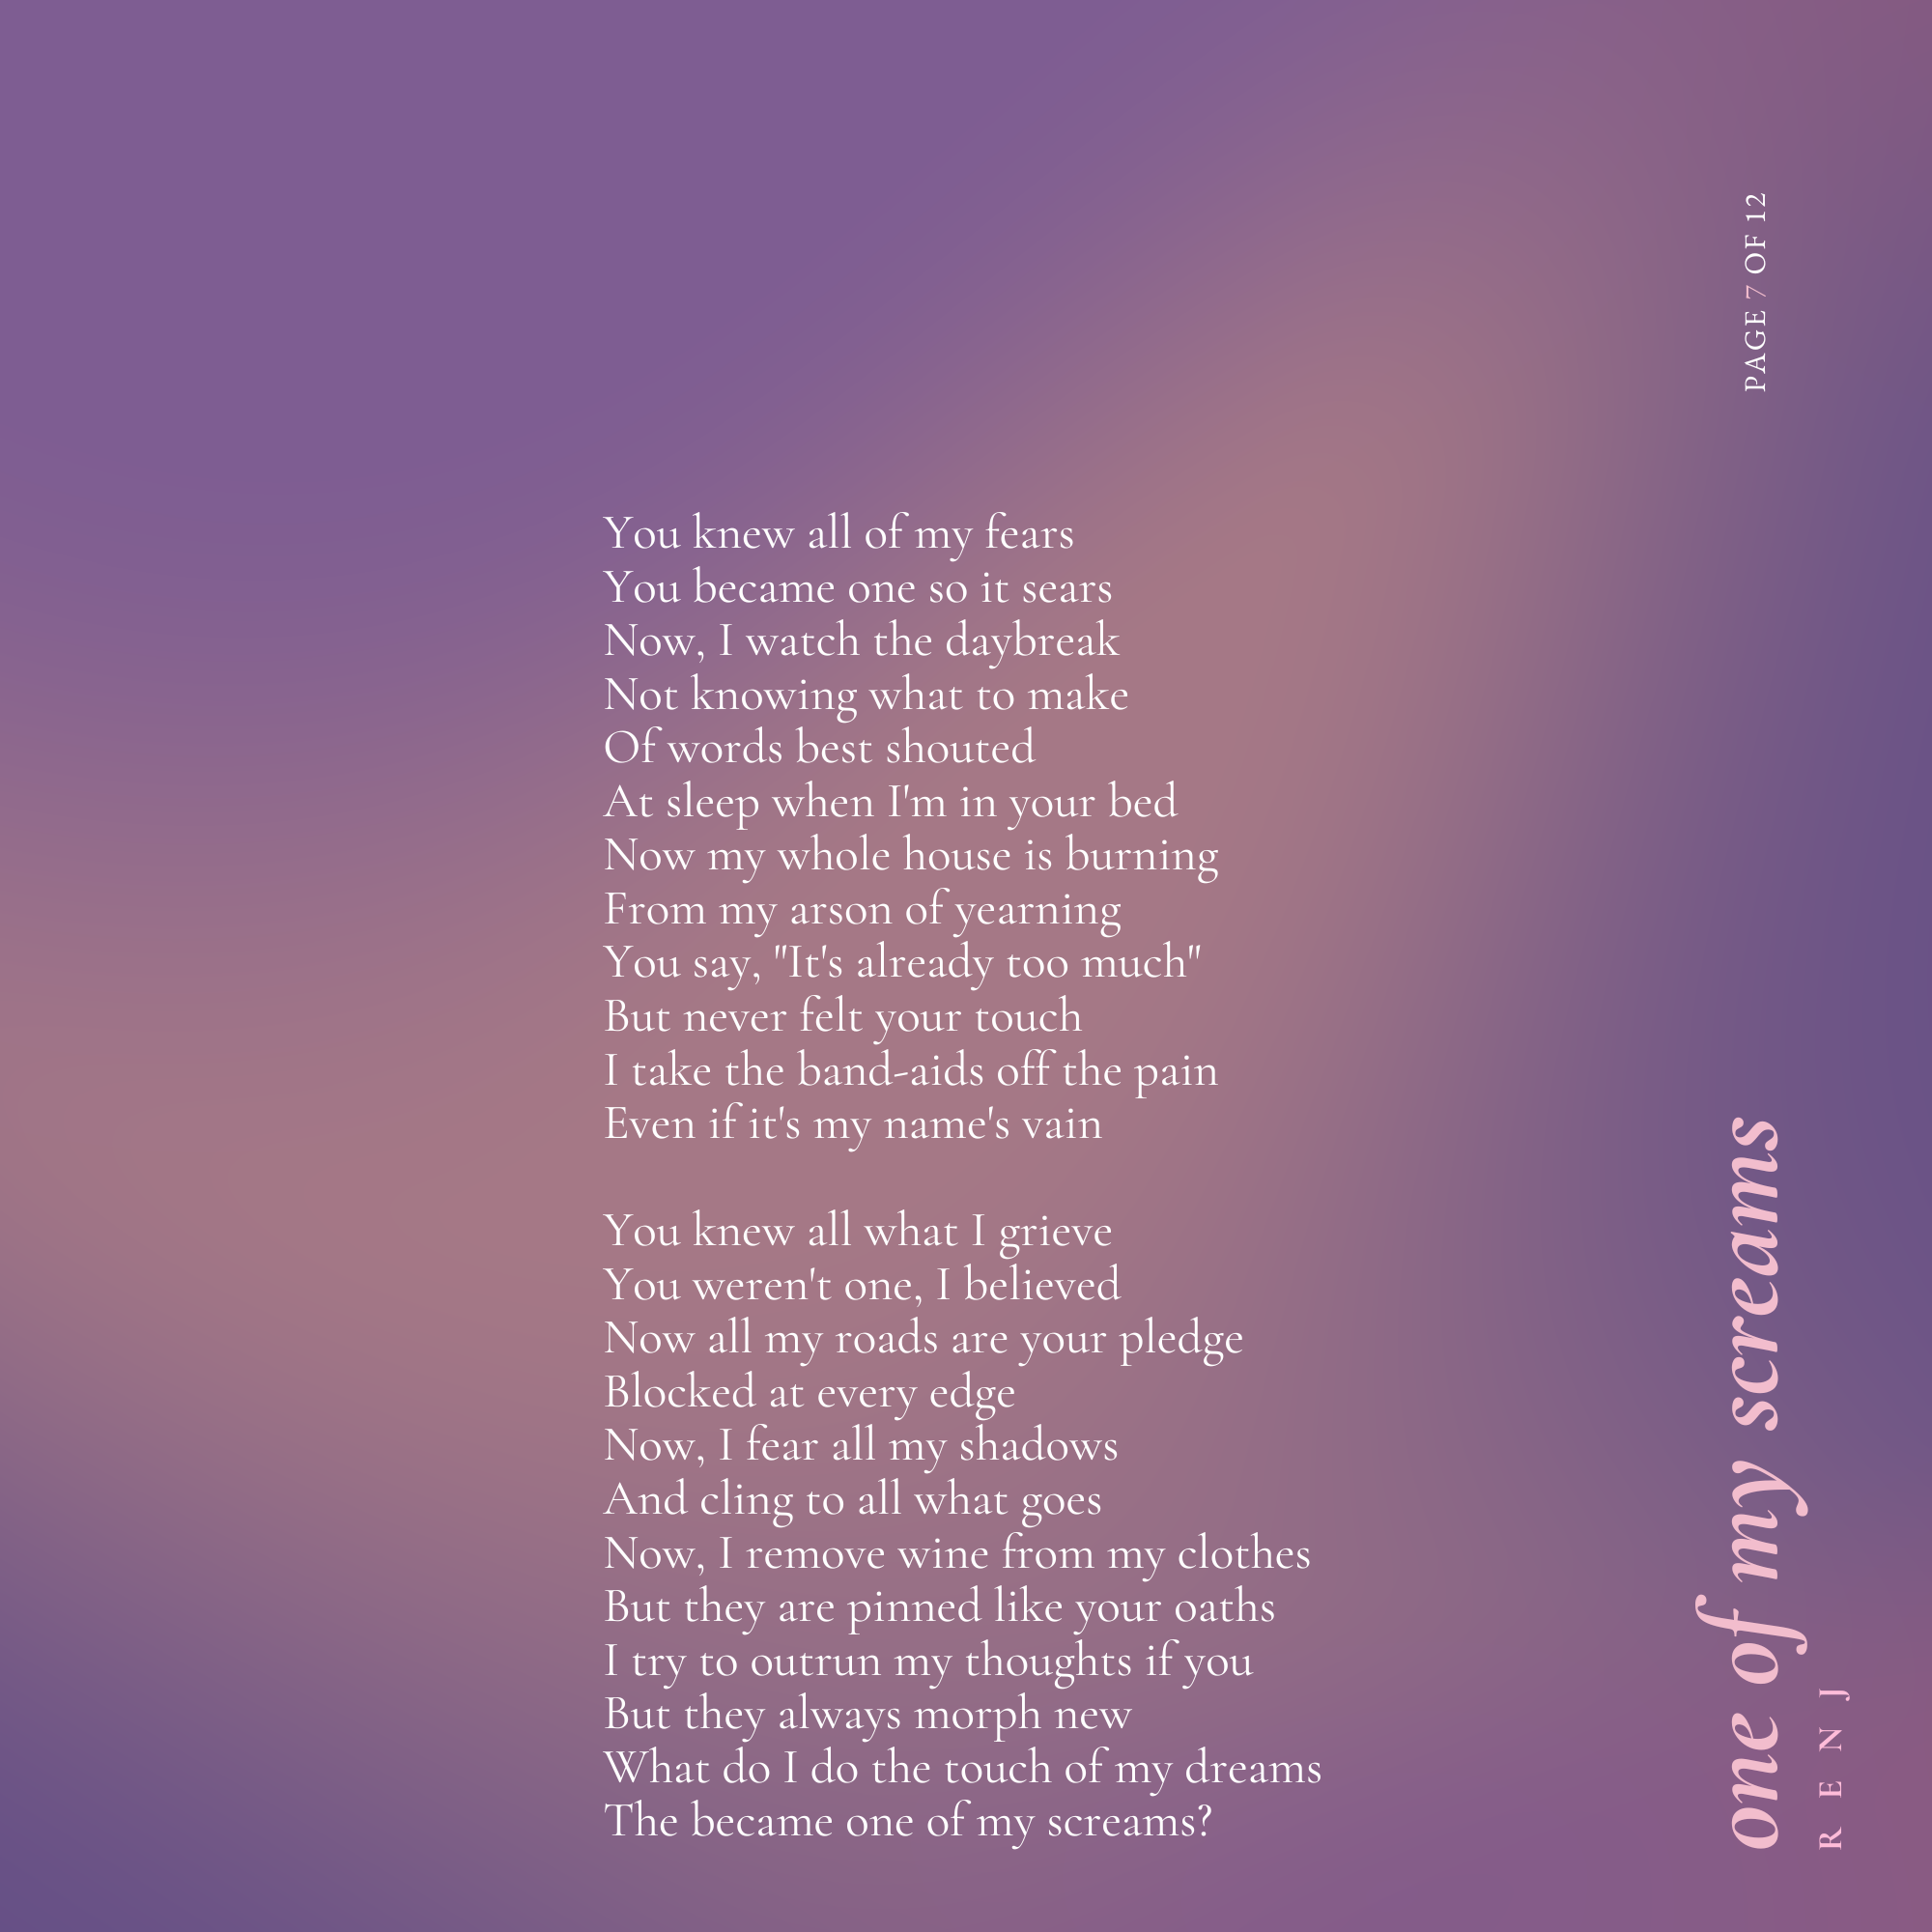 PAGE 7 OF 12
You knew all of my fears
You became one so it sears
Now, I watch the daybreak
Not knowing what to make
Of words best shouted
At sleep when I'm in your bed
Now my whole house is burning
From my arson of yearning
You say, "It's already too much"
But never felt your touch
I take the band-aids off the pain
Even if it's my name's vain
You knew all what I grieve
You weren't one, I believed
Now all my roads are your pledge
Blocked at every edge
Now, I fear all my shadows
And cling to all what goes
Now, I remove wine from my clothes
But they are pinned like your oaths
I try to outrun my thoughts if you
But they always morph new
What do I do the touch of my dreams
The became one of my screams?
one of my screams
RENJ